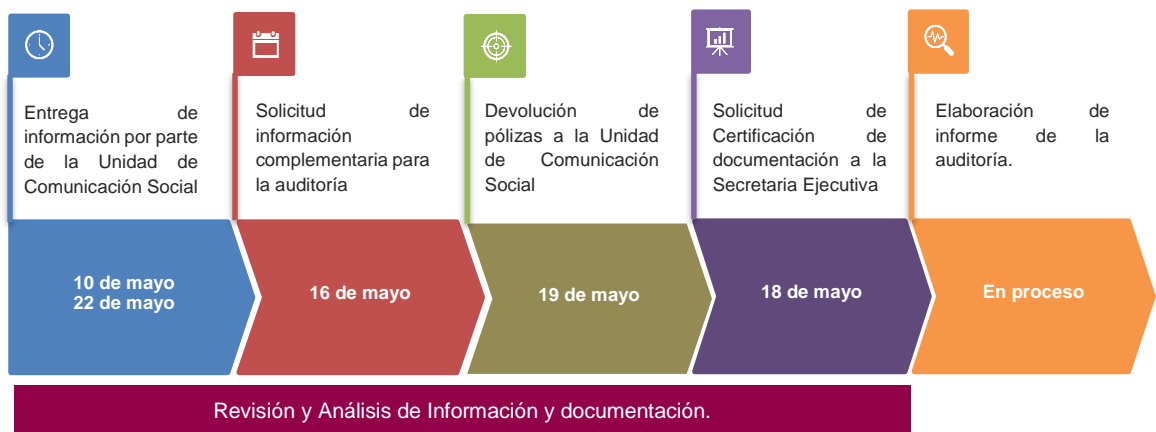 Entrega de
información por parte
de la Unidad de
Comunicación Social
Solicitud de
información
complementaria para
la auditoría
Devolución de
pólizas a la Unidad
de Comunicación
Social
Solicitud de
Certificación de
documentación a la
Secretaria Ejecutiva
Elaboración de
informe de la
auditoría.
10 de mayo
22 de mayo
16 de mayo
19 de mayo
18 de mayo
En proceso
Revisión y Análisis de Información y documentación.